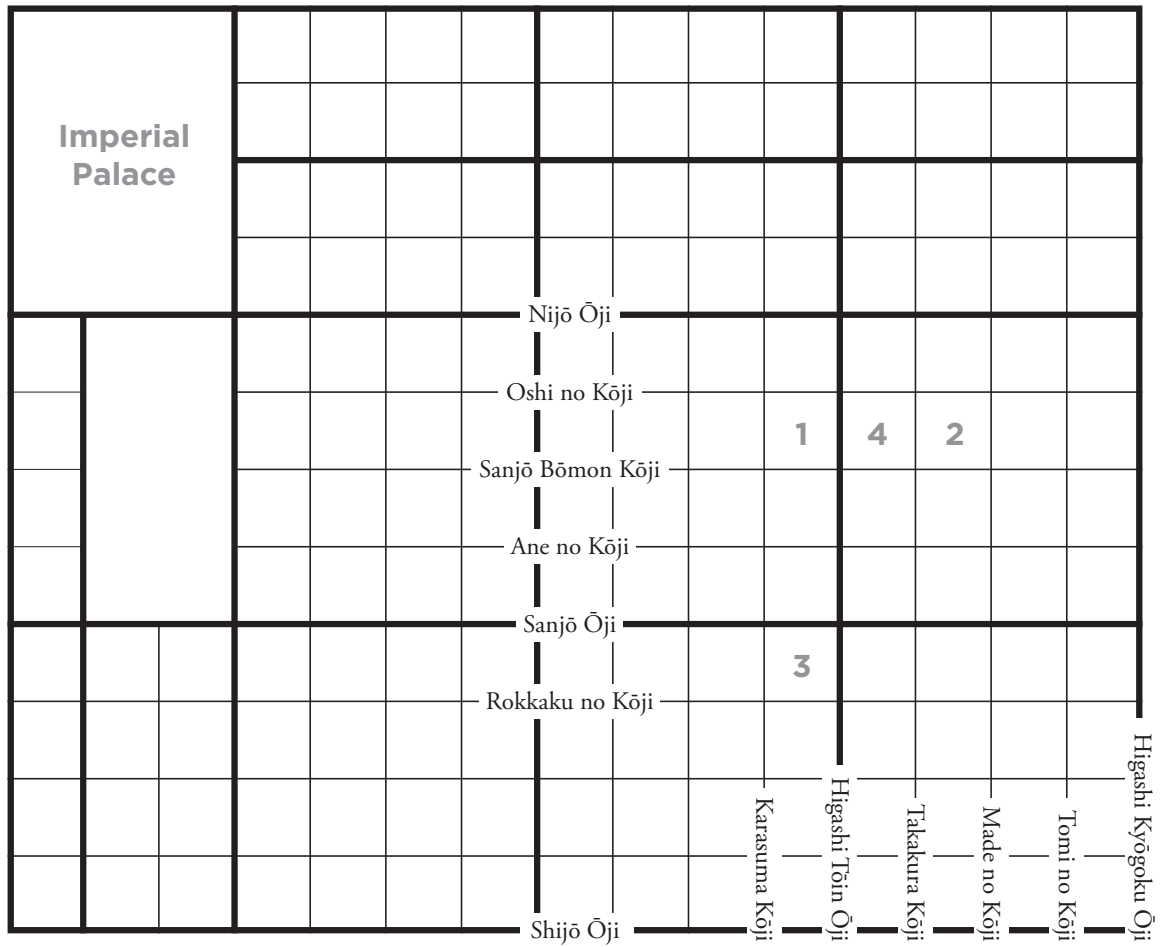 Imperial
Palace
Nijō Ōji
Oshi no Kōji
1
4
2
Sanjō Bōmon Kōji
Ane no Kōji
Sanjō Ōji
3
Rokkaku no Kōji
Karasuma Kōji
Higashi Tōin Ōji
Takakura Kōji
Made no Kōji
Tomi no Kōji
Higashi Kyōgoku Ōji
Shijō Ōji